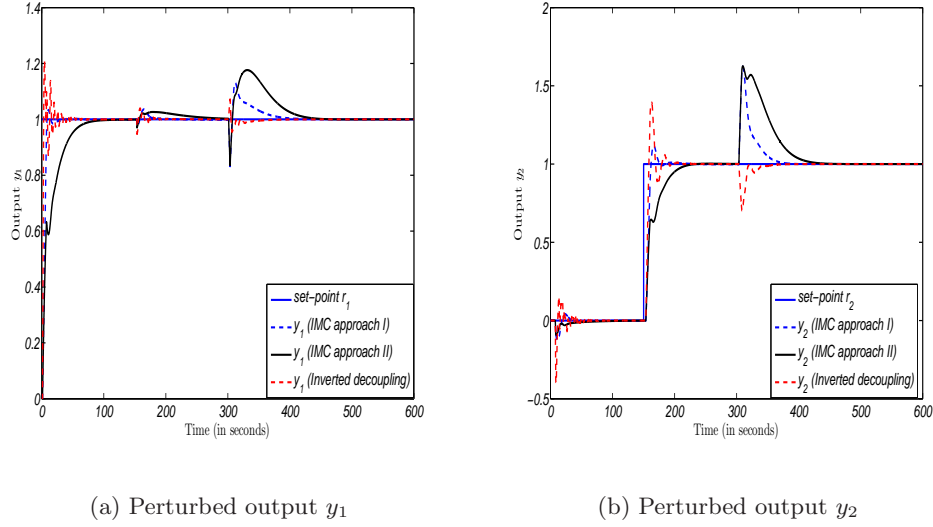 1.4
1.2
1
0.8
0.6
0.4
0.2
0
0 100 200 300 400 500 600
Output y₁
Time (in seconds)
set−point r₁
y₁ (IMC approach I)
y₁ (IMC approach II)
y₁ (Inverted decoupling)
(a) Perturbed output y₁
2
1.5
1
0.5
0
−0.5
0 100 200 300 400 500 600
Output y₂
Time (in seconds)
set−point r₂
y₂ (IMC approach I)
y₂ (IMC approach II)
y₂ (Inverted decoupling)
(b) Perturbed output y₂